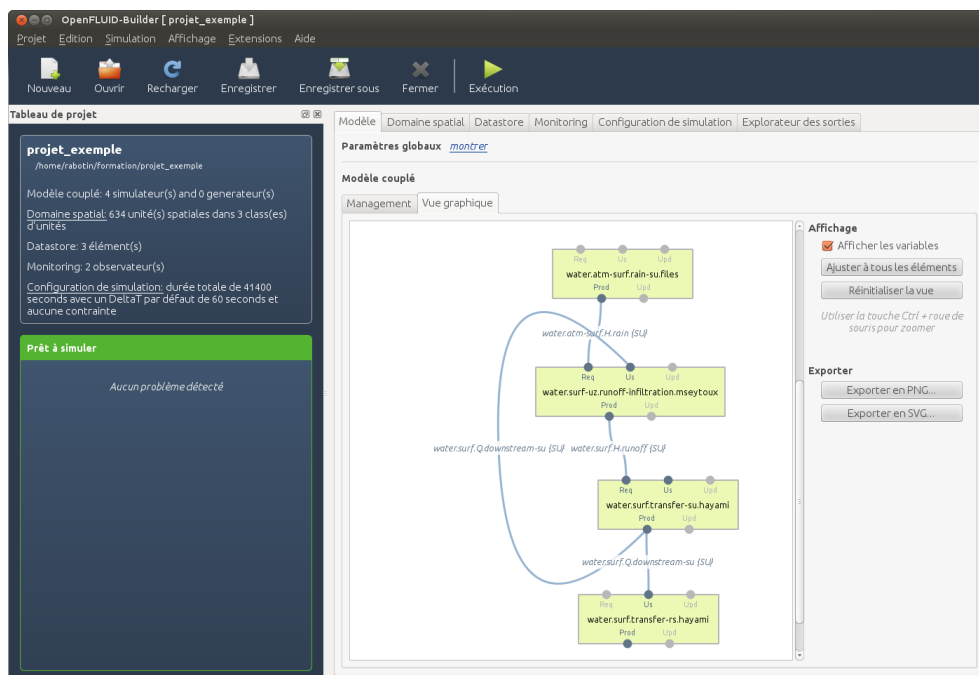 OpenFLUID-Builder [ projet_exemple ]
Projet Edition Simulation Affichage Extensions Aide
Nouveau Ouvrir Recharger Enregistrer Enregistrer sous Fermer Exécution
Tableau de projet
projet_exemple
/home/rabotin/formation/projet_exemple
Modèle couplé: 4 simulateur(s) and 0 generateur(s)
Domaine spatial: 634 unité(s) spatiales dans 3 class(es)
d'unités
Datastore: 3 élément(s)
Monitoring: 2 observateur(s)
Configuration de simulation: durée totale de 41400
secondes avec un DeltaT par défaut de 60 secondes et
aucune contrainte
Prêt à simuler
Aucun problème détecté
Modèle Domaine spatial Datastore Monitoring Configuration de simulation Explorateur des sorties
Paramètres globaux montrer
Modèle couplé
Management Vue graphique
Req Us Upd
water.atm-surf.rain-su.files
Prod Upd
water.atm-surf.H.rain {SU}
Req Us Upd
water.surf-uz.runoff-infiltration.mseytoux
Prod Upd
water.surf.Q.downstream-su {SU} water.surf.H.runoff {SU}
Req Us Upd
water.surf.transfer-su.hayami
Prod Upd
water.surf.Q.downstream-su {SU}
Req Us Upd
water.surf.transfer-rs.hayami
Prod Upd
Affichage
Afficher les variables
Ajuster à tous les éléments
Réinitialiser la vue
Utiliser la touche Ctrl + roue de
souris pour zoomer
Exporter
Exporter en PNG...
Exporter en SVG...